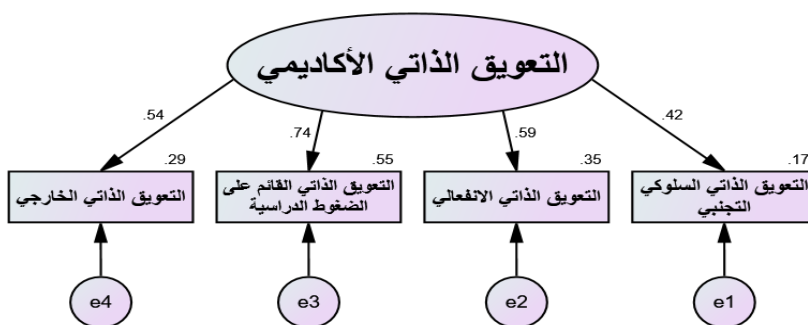 التعويق الذاتي الأكاديمي
.42
.59
.74
.54
.17
.35
.55
.29
التعويق الذاتي السلوكي
التجنبي
التعويق الذاتي الانفعالي
التعويق الذاتي القائم على
الضغوط الدراسية
التعويق الذاتي الخارجي
e1
e2
e3
e4